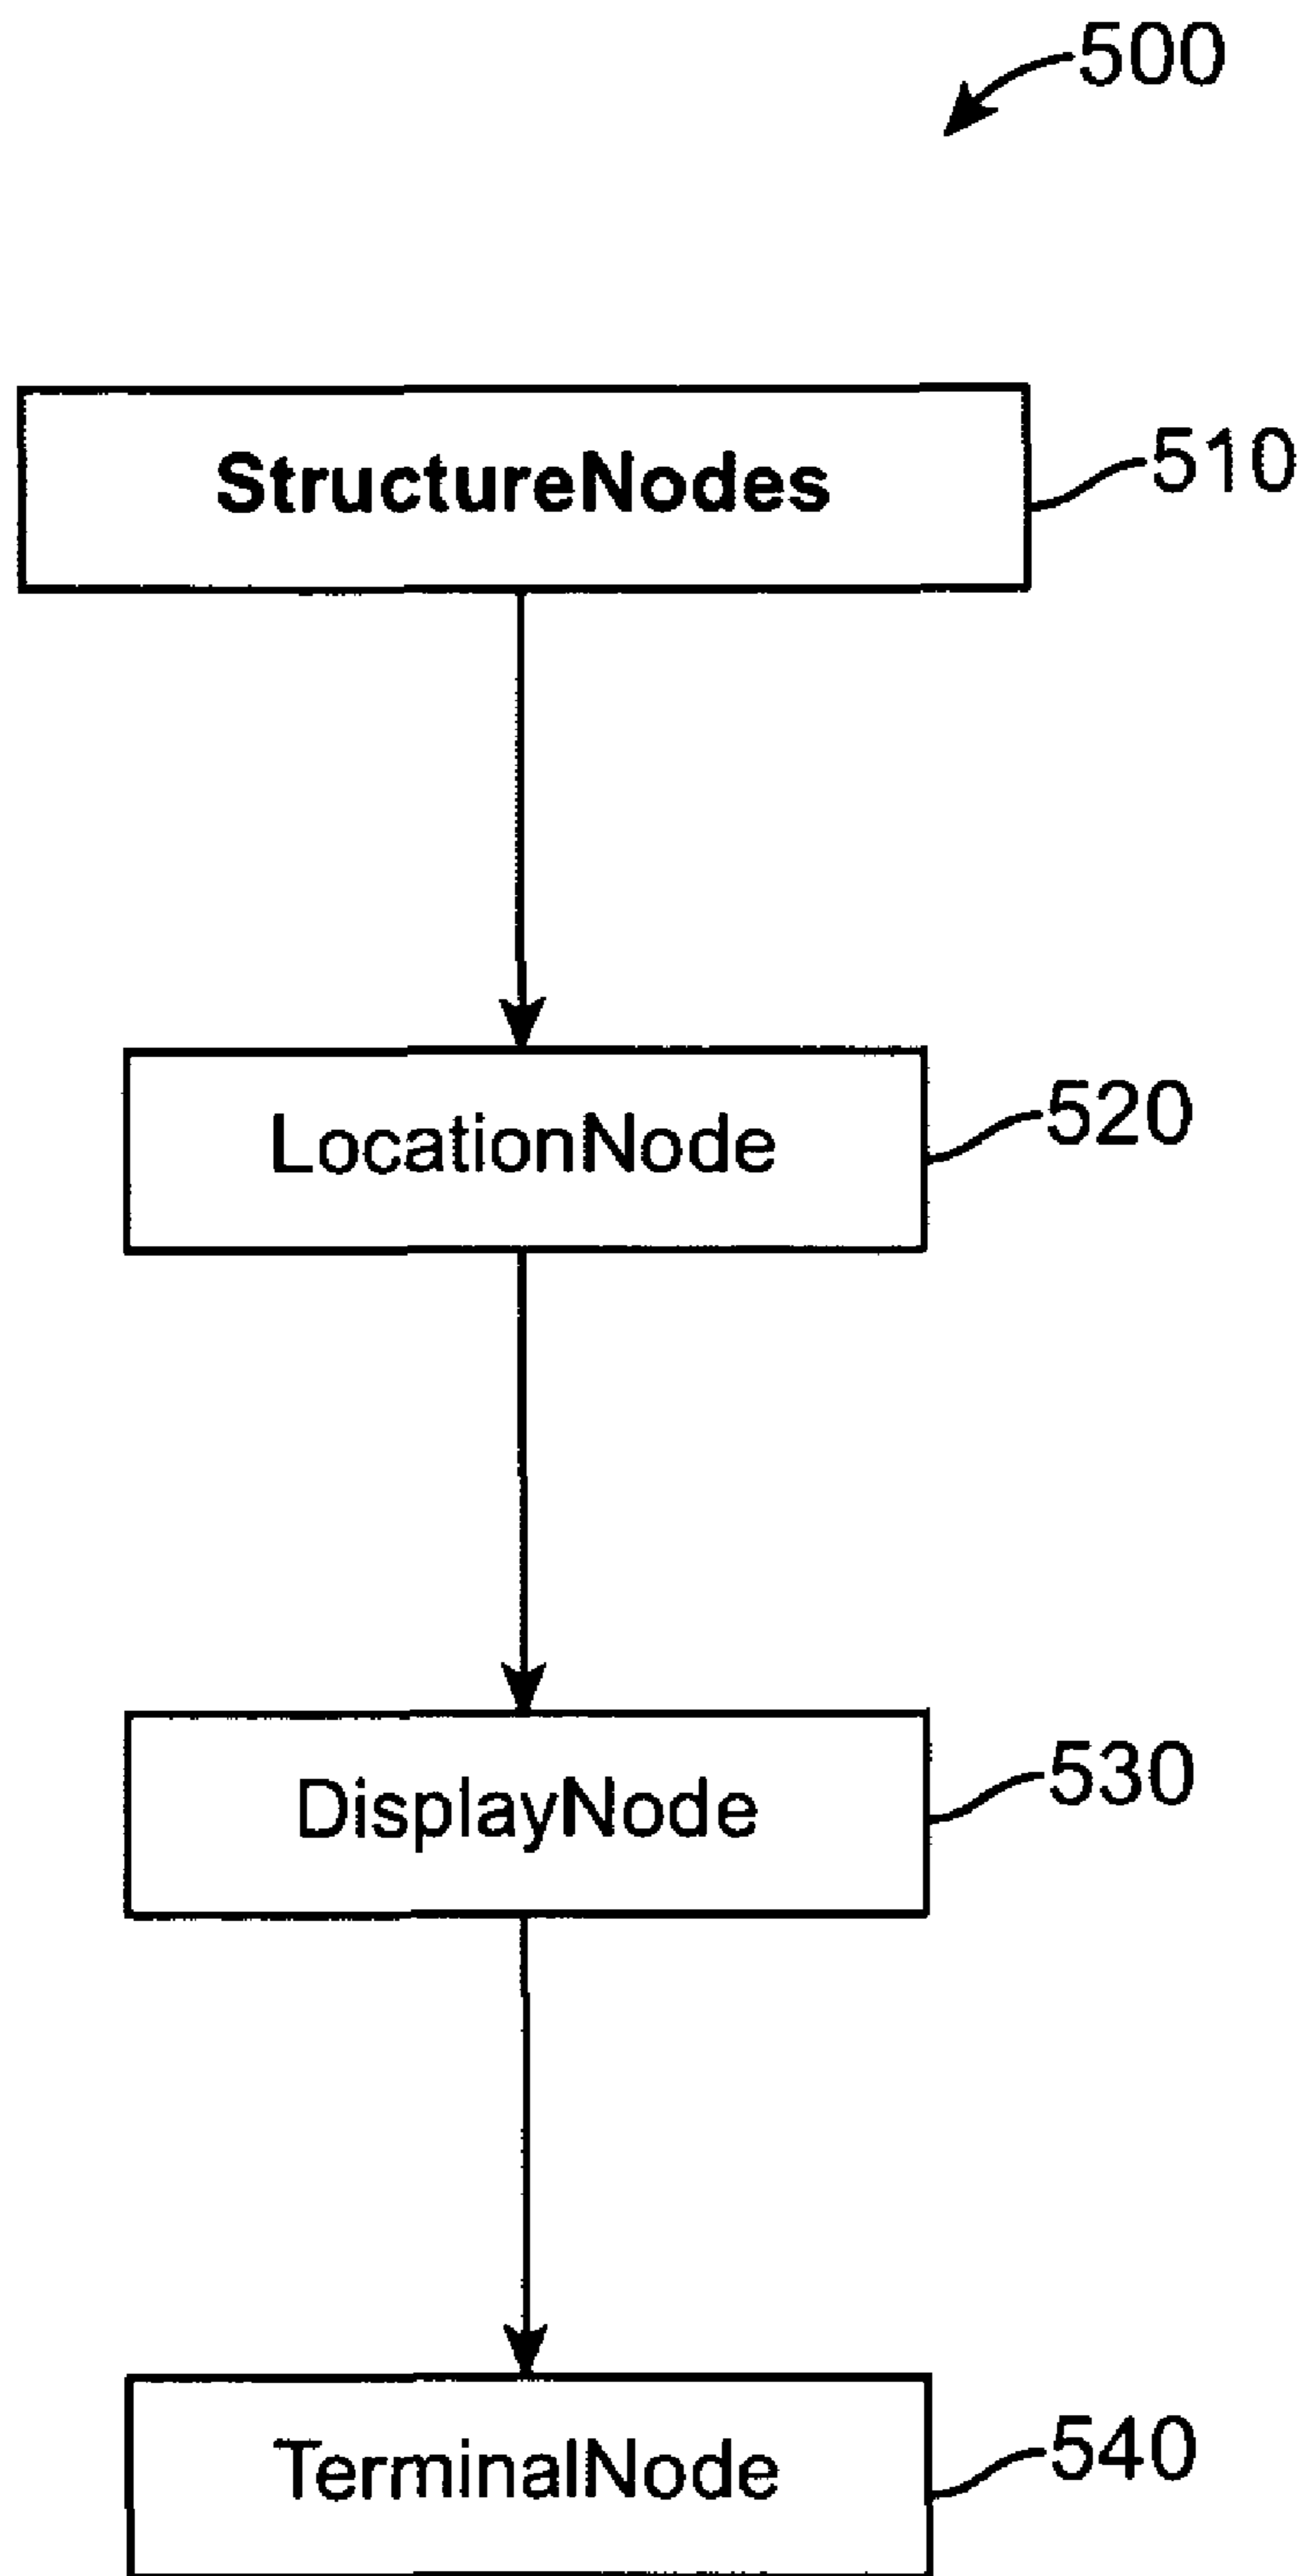 500
StructureNodes
510
LocationNode
520
DisplayNode
530
TerminalNode
540